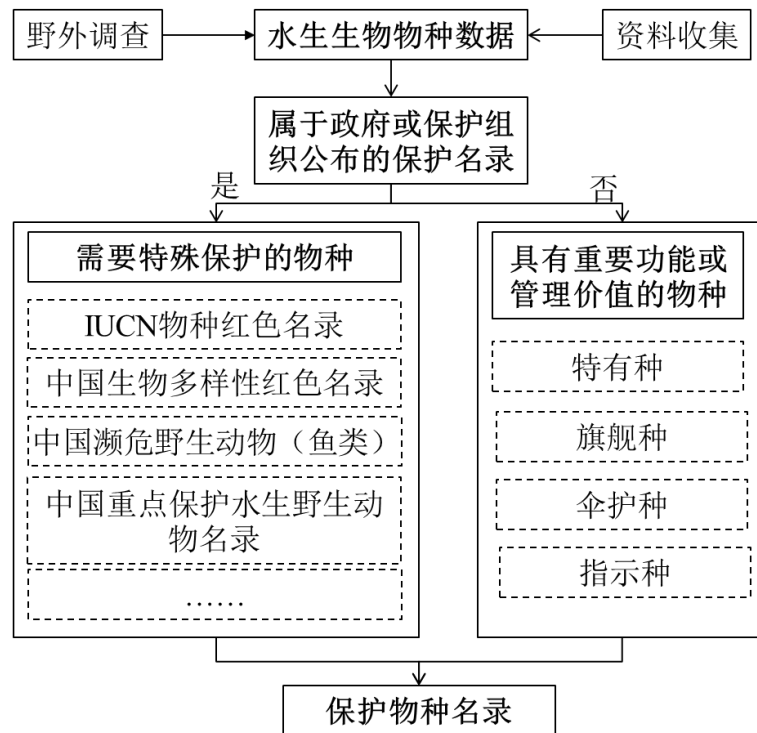 野外调查
水生生物物种数据
资料收集
属于政府或保护组
织公布的保护名录
是
否
需要特殊保护的物种
IUCN物种红色名录
中国生物多样性红色名录
中国濒危野生动物（鱼类）
中国重点保护水生野生动
物名录
……
具有重要功能或
管理价值的物种
特有种
旗舰种
伞护种
指示种
保护物种名录